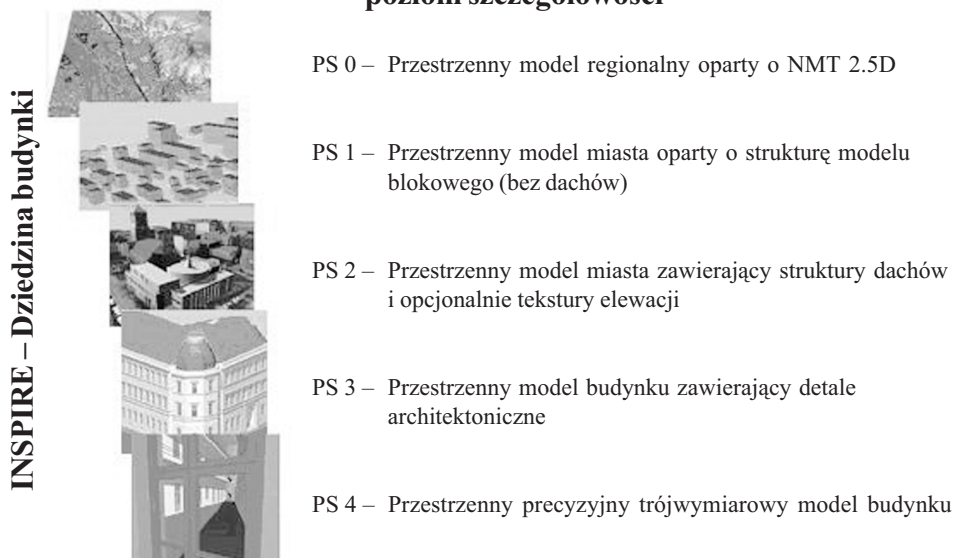 poziom szczegółowości
INSPIRE – Dziedzina budynki
PS 0 – Przestrzenny model regionalny oparty o NMT 2.5D
PS 1 – Przestrzenny model miasta oparty o strukturę modelu
blokowego (bez dachów)
PS 2 – Przestrzenny model miasta zawierający struktury dachów
i opcjonalnie tekstury elewacji
PS 3 – Przestrzenny model budynku zawierający detale
architektoniczne
PS 4 – Przestrzenny precyzyjny trójwymiarowy model budynku